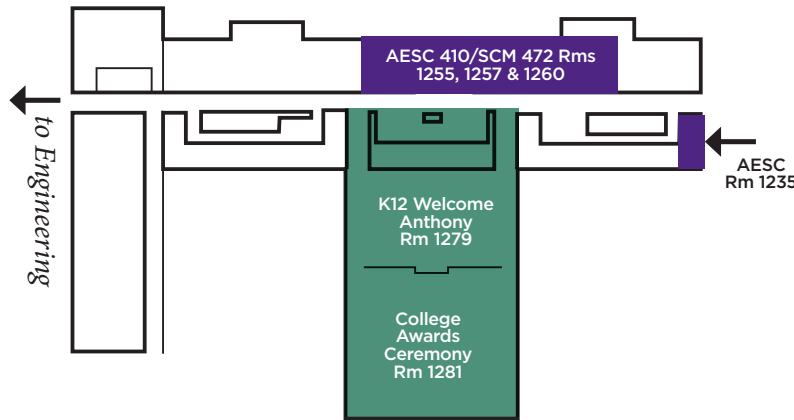 AESC 410/SCM 472 Rms
1255, 1257 & 1260
to Engineering
AESC
Rm 1235
K12 Welcome
Anthony
Rm 1279
College
Awards
Ceremony
Rm 1281